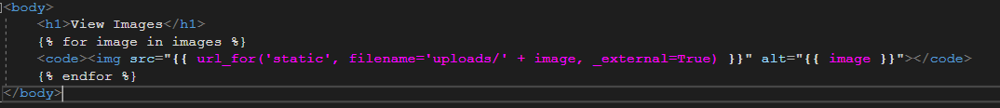 <body>
<h1>View Images</h1>
{% for image in images %}
<code><img src="{{ url_for('static', filename='uploads/' + image, _external=True) }}" alt="{{ image }}"></code>
{% endfor %}
</body>